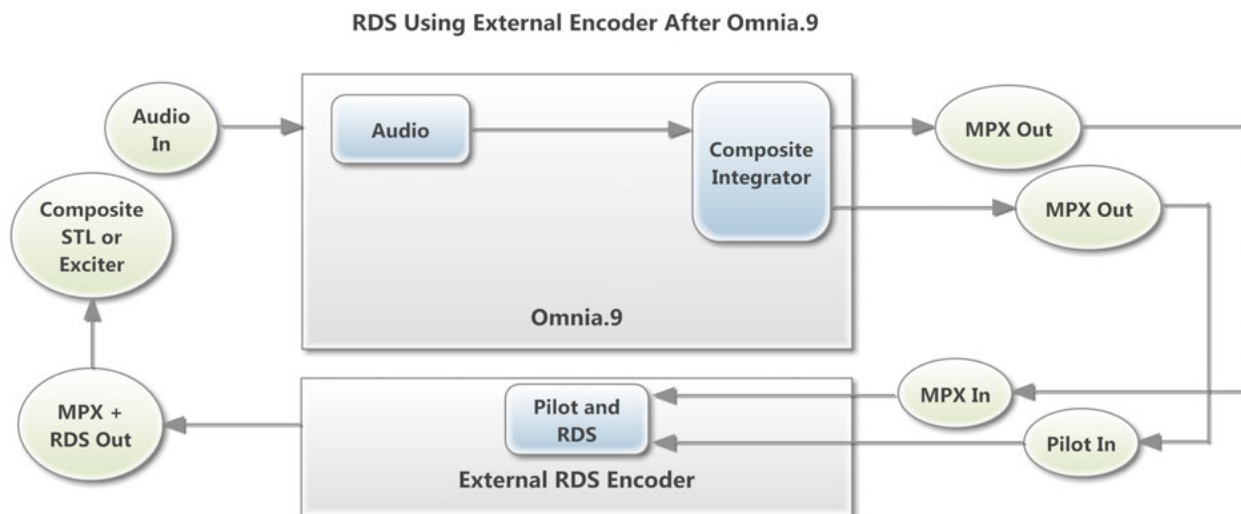 RDS Using External Encoder After Omnia.9
Audio
In
Audio
Composite
Integrator
MPX Out
MPX Out
Composite
STL or
Exciter
Omnia.9
MPX In
Pilot In
Pilot and
RDS
External RDS Encoder
MPX +
RDS Out